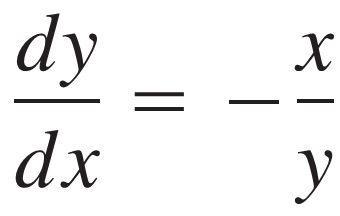 dy/dx = -x/y